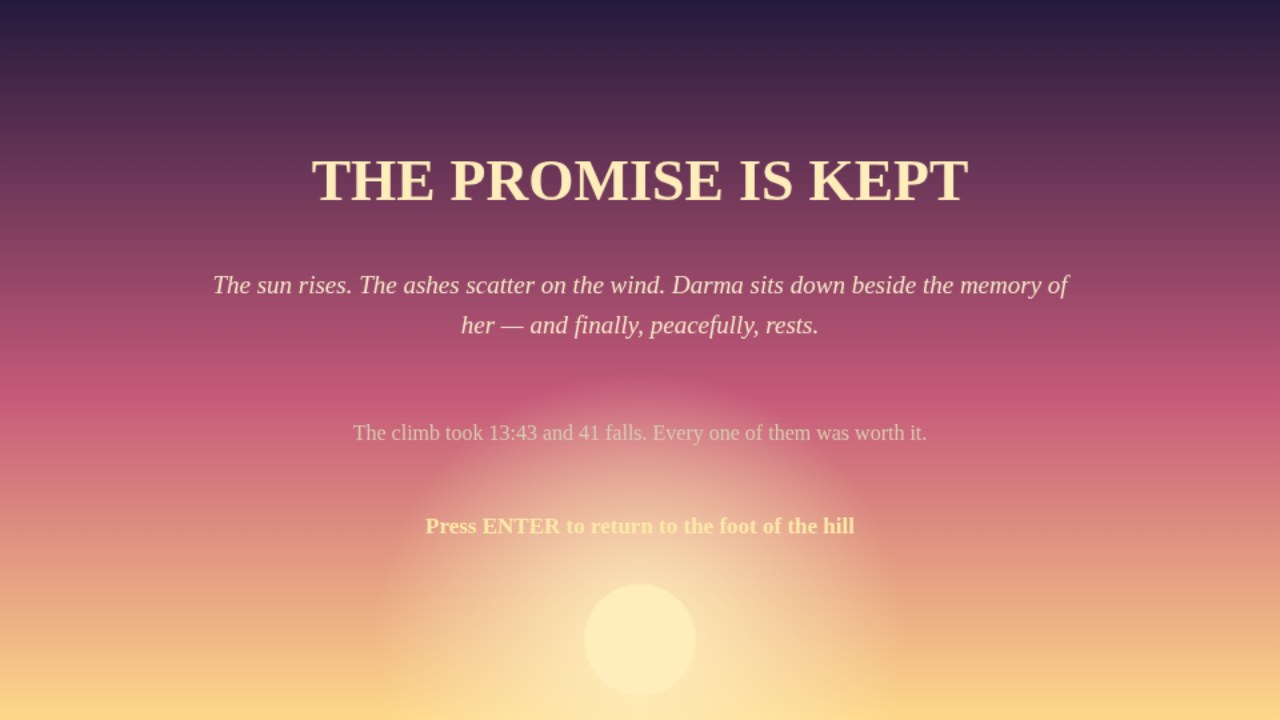 THE PROMISE IS KEPT
The sun rises. The ashes scatter on the wind. Darma sits down beside the memory of
her — and finally, peacefully, rests.
The climb took 13:43 and 41 falls. Every one of them was worth it.
Press ENTER to return to the foot of the hill